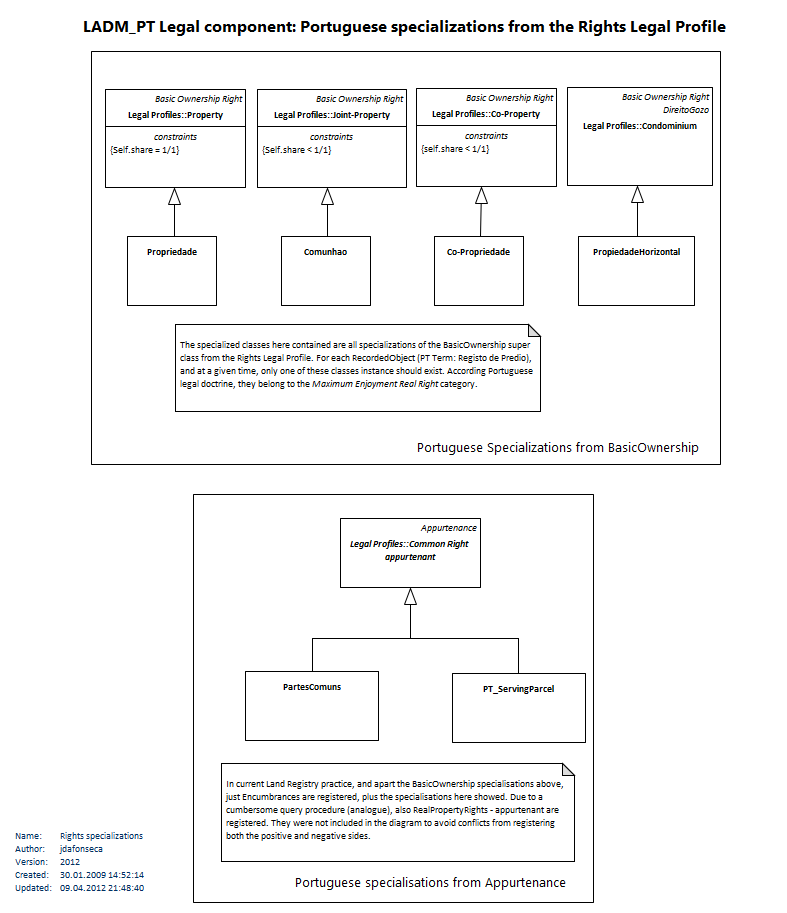 LADM_PT Legal component: Portuguese specializations from the Rights Legal Profile
Basic Ownership Right
Legal Profiles::Property
constraints
{Self.share = 1/1}
Basic Ownership Right
Legal Profiles::Joint-Property
constraints
{Self.share < 1/1}
Basic Ownership Right
Legal Profiles::Co-Property
constraints
{self.share < 1/1}
Basic Ownership Right
DireitoGozo
Legal Profiles::Condominium
Propriedade
Comunhao
Co-Propriedade
PropiedadeHorizontal
The specialized classes here contained are all specializations of the BasicOwnership super
class from the Rights Legal Profile. For each RecordedObject (PT Term: Registo de Predio),
and at a given time, only one of these classes instance should exist. According Portuguese
legal doctrine, they belong to the Maximum Enjoyment Real Right category.
Portuguese Specializations from BasicOwnership
Appurtenance
Legal Profiles::Common Right
appurtenant
PartesComuns
PT_ServingParcel
In current Land Registry practice, and apart the BasicOwnership specialisations above,
just Encumbrances are registered, plus the specialisations here showed. Due to a
cumbersome query procedure (analogue), also RealPropertyRights - appurtenant are
registered. They were not included in the diagram to avoid conflicts from registering
both the positive and negative sides.
Portuguese specialisations from Appurtenance
Name: Rights specializations
Author: jdafonseca
Version: 2012
Created: 30.01.2009 14:52:14
Updated: 09.04.2012 21:48:40